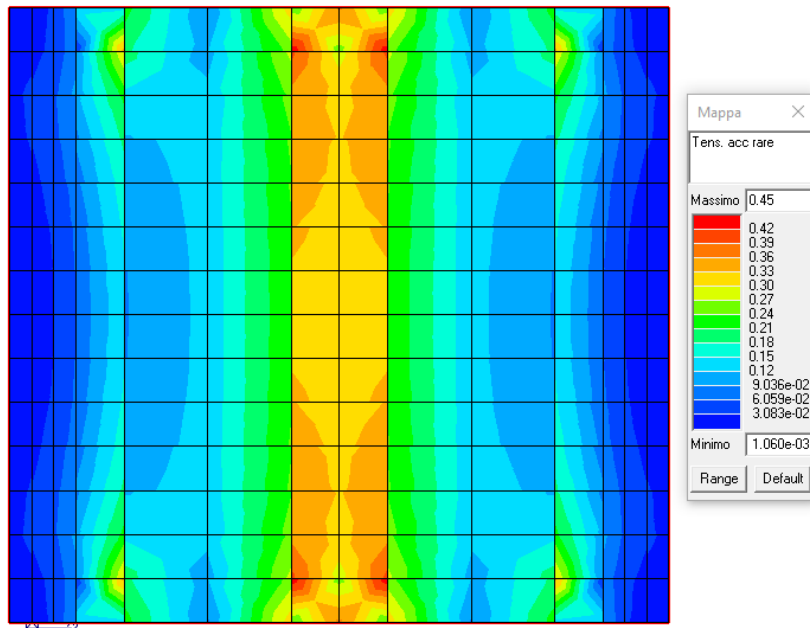 Mappa
Tens. acc rare
Massimo 0.45
0.42
0.39
0.36
0.33
0.30
0.27
0.24
0.21
0.18
0.15
0.12
9.036e-02
6.059e-02
3.083e-02
Minimo 1.060e-03
Range Default